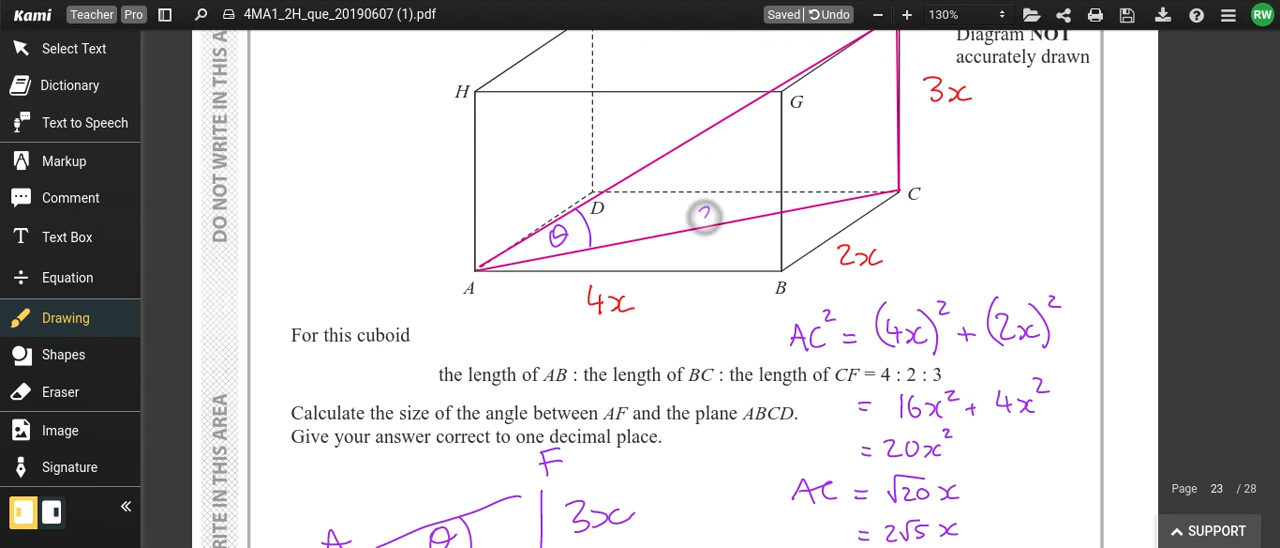 Kami Teacher Pro 4MA1_2H_que_20190607 (1).pdf Saved Undo 130% RW
Select Text
Dictionary
Text to Speech
Markup
Comment
Text Box
Equation
Drawing
Shapes
Eraser
Image
Signature
DO NOT WRITE IN THIS A
RITE IN THIS AREA
Diagram NOT
accurately drawn
H
G
3x
D
C
θ
?
2x
A
B
4x
For this cuboid
the length of AB : the length of BC : the length of CF = 4 : 2 : 3
Calculate the size of the angle between AF and the plane ABCD.
Give your answer correct to one decimal place.
AC² = (4x)² + (2x)²
= 16x² + 4x²
= 20x²
AC = √20 x
= 2√5 x
F
3x
A
θ
Page 23 / 28
SUPPORT